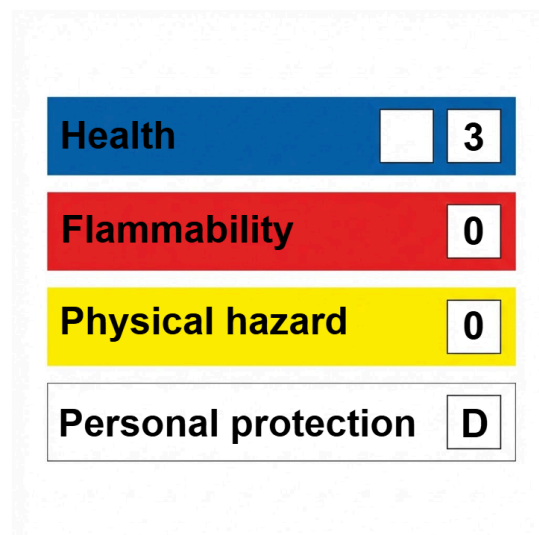 Health 3
Flammability 0
Physical hazard 0
Personal protection D